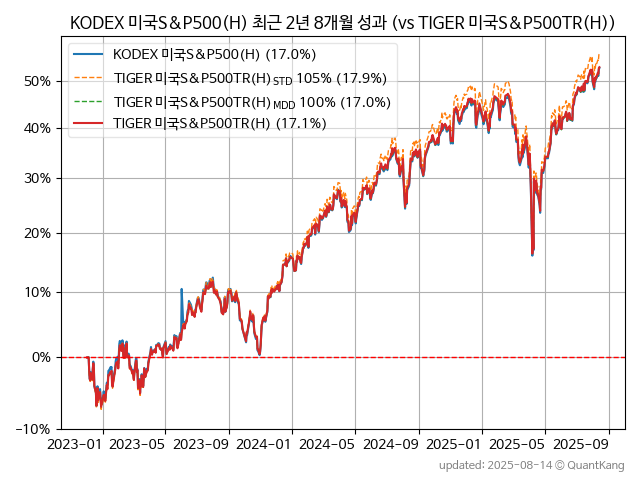 KODEX 미국S&P500(H) 최근 2년 8개월 성과 (vs TIGER 미국S&P500TR(H))
KODEX 미국S&P500(H) (17.0%)
TIGER 미국S&P500TR(H) STD 105% (17.9%)
TIGER 미국S&P500TR(H) MDD 100% (17.0%)
TIGER 미국S&P500TR(H) (17.1%)
50%
40%
30%
20%
10%
0%
-10%
2023-01 2023-05 2023-09 2024-01 2024-05 2024-09 2025-01 2025-05 2025-09
updated: 2025-08-14 © QuantKang